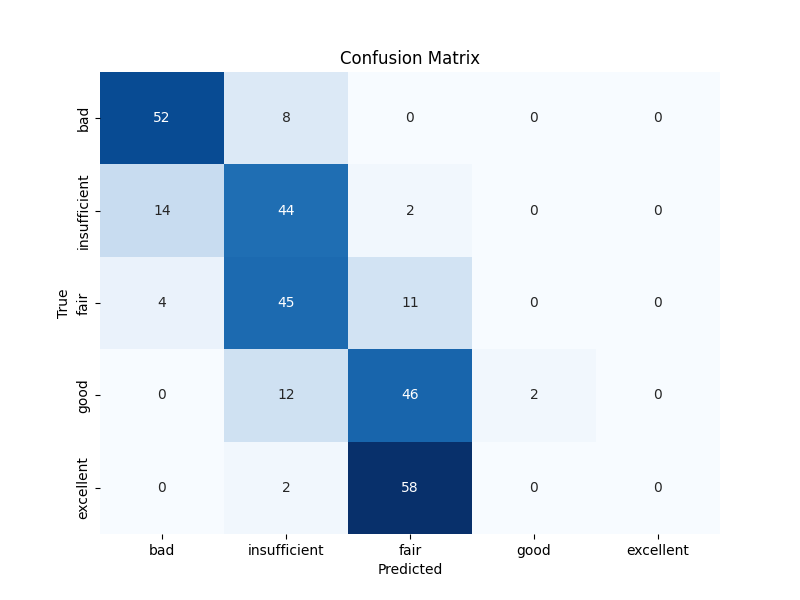 Confusion Matrix
True
bad 52 8 0 0 0
insufficient 14 44 2 0 0
fair 4 45 11 0 0
good 0 12 46 2 0
excellent 0 2 58 0 0
bad insufficient fair good excellent
Predicted